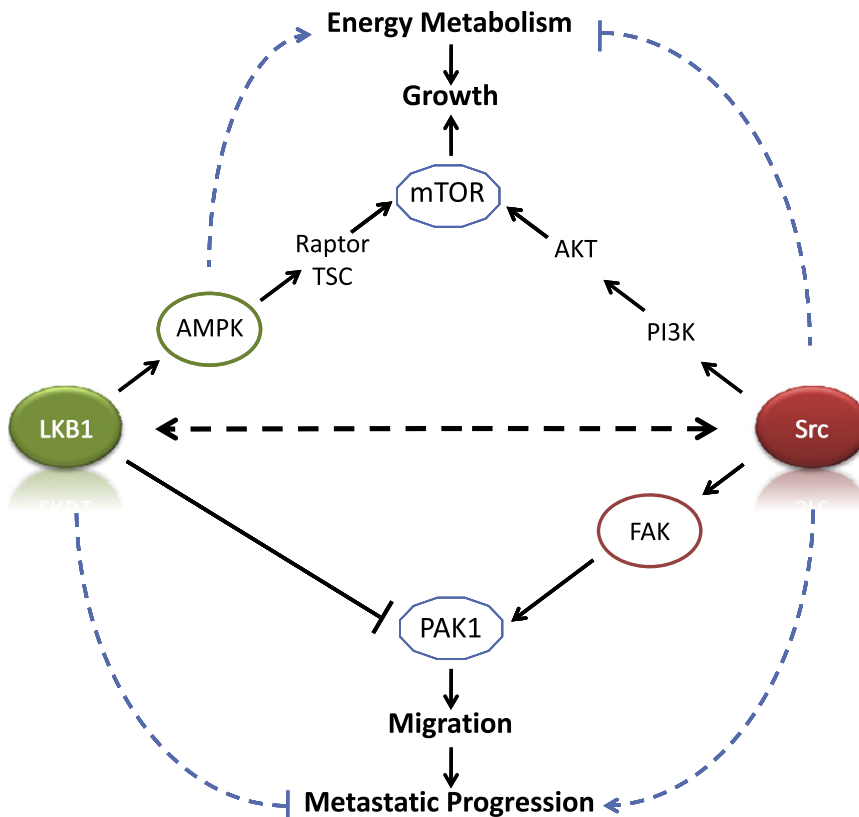 Energy Metabolism
Growth
mTOR
Raptor
TSC
AKT
AMPK
PI3K
LKB1
Src
FAK
PAK1
Migration
Metastatic Progression